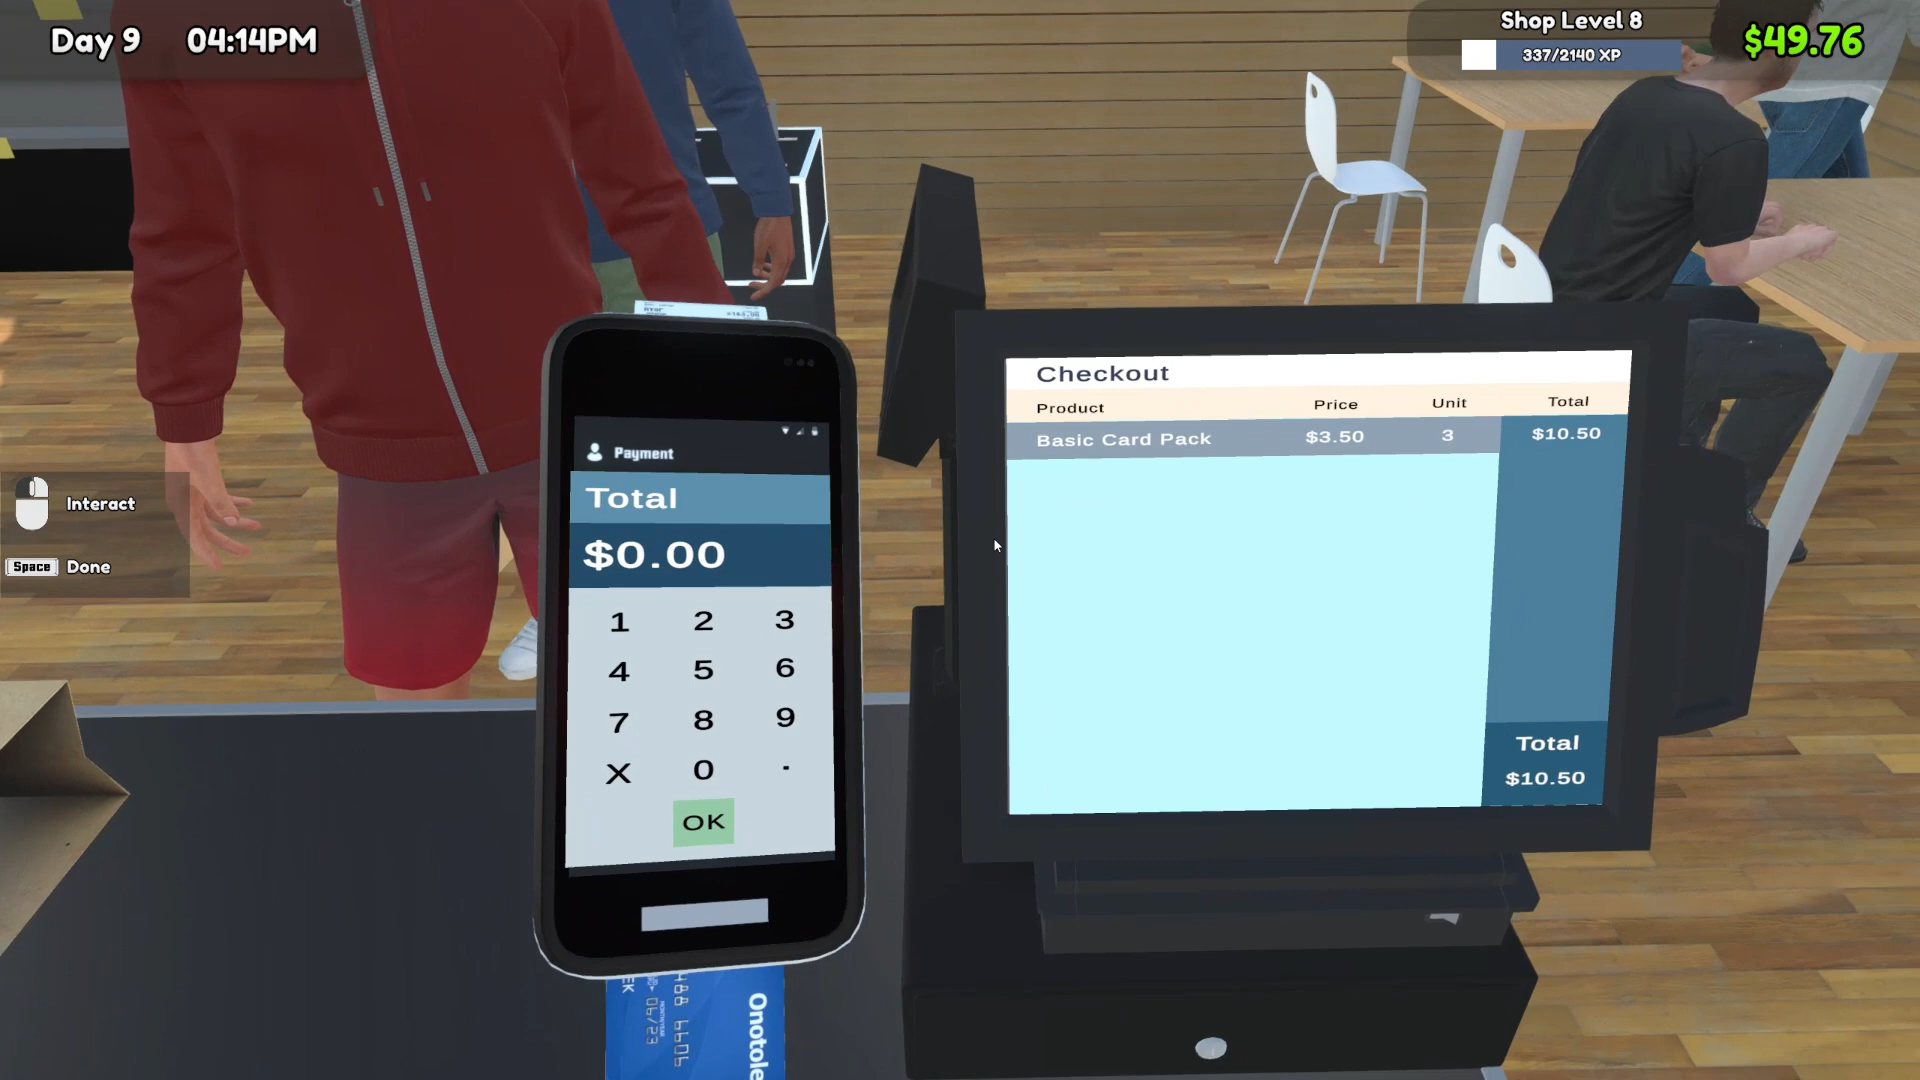 Day 9 04:14PM
Shop Level 8
337/2140 XP
$49.76
Interact
Space Done
Payment
Total
$0.00
1 2 3
4 5 6
7 8 9
X 0 .
OK
Checkout
Product Price Unit Total
Basic Card Pack $3.50 3 $10.50
Total
$10.50
06/23
Onotole